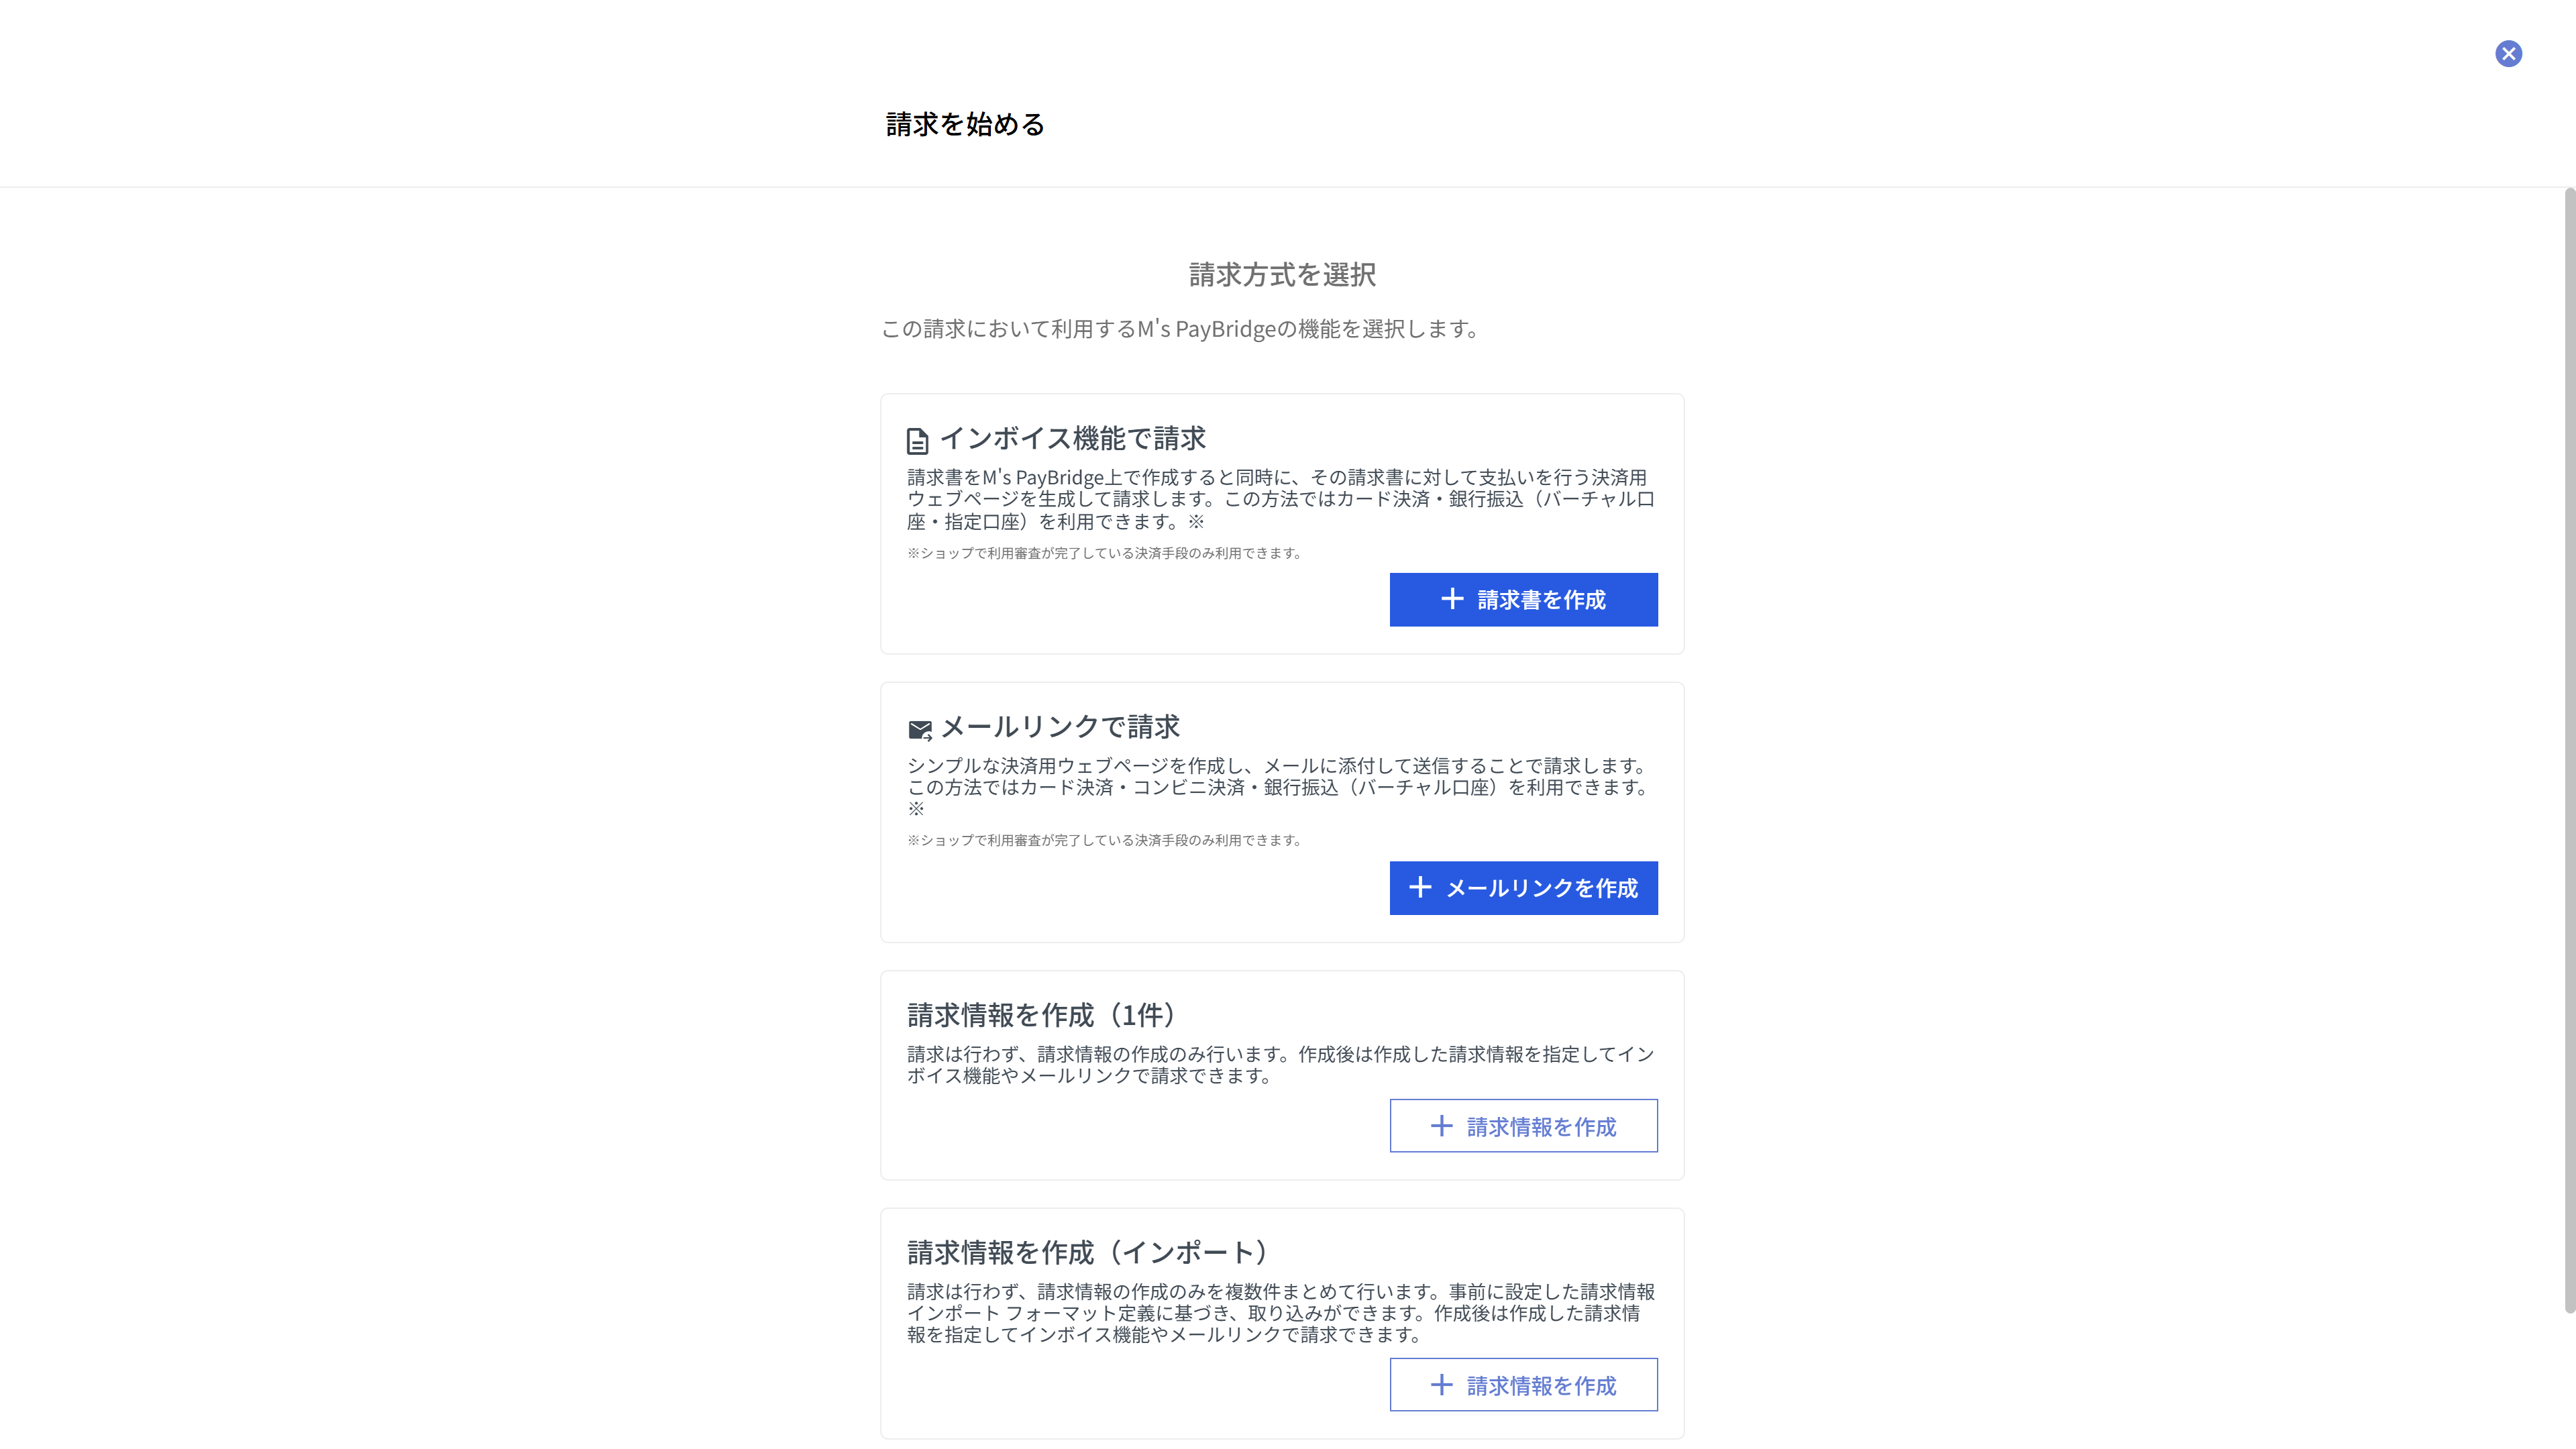 請求を始める
請求方式を選択
この請求において利用するM's PayBridgeの機能を選択します。
インボイス機能で請求
請求書をM's PayBridge上で作成すると同時に、その請求書に対して支払いを行う決済用
ウェブページを生成して請求します。この方法ではカード決済・銀行振込（バーチャル口
座・指定口座）を利用できます。※
※ショップで利用審査が完了している決済手段のみ利用できます。
請求書を作成
メールリンクで請求
シンプルな決済用ウェブページを作成し、メールに添付して送信することで請求します。
この方法ではカード決済・コンビニ決済・銀行振込（バーチャル口座）を利用できます。
※
※ショップで利用審査が完了している決済手段のみ利用できます。
メールリンクを作成
請求情報を作成（1件）
請求は行わず、請求情報の作成のみ行います。作成後は作成した請求情報を指定してイン
ボイス機能やメールリンクで請求できます。
請求情報を作成
請求情報を作成（インポート）
請求は行わず、請求情報の作成のみを複数件まとめて行います。事前に設定した請求情報
インポート フォーマット定義に基づき、取り込みができます。作成後は作成した請求情
報を指定してインボイス機能やメールリンクで請求できます。
請求情報を作成